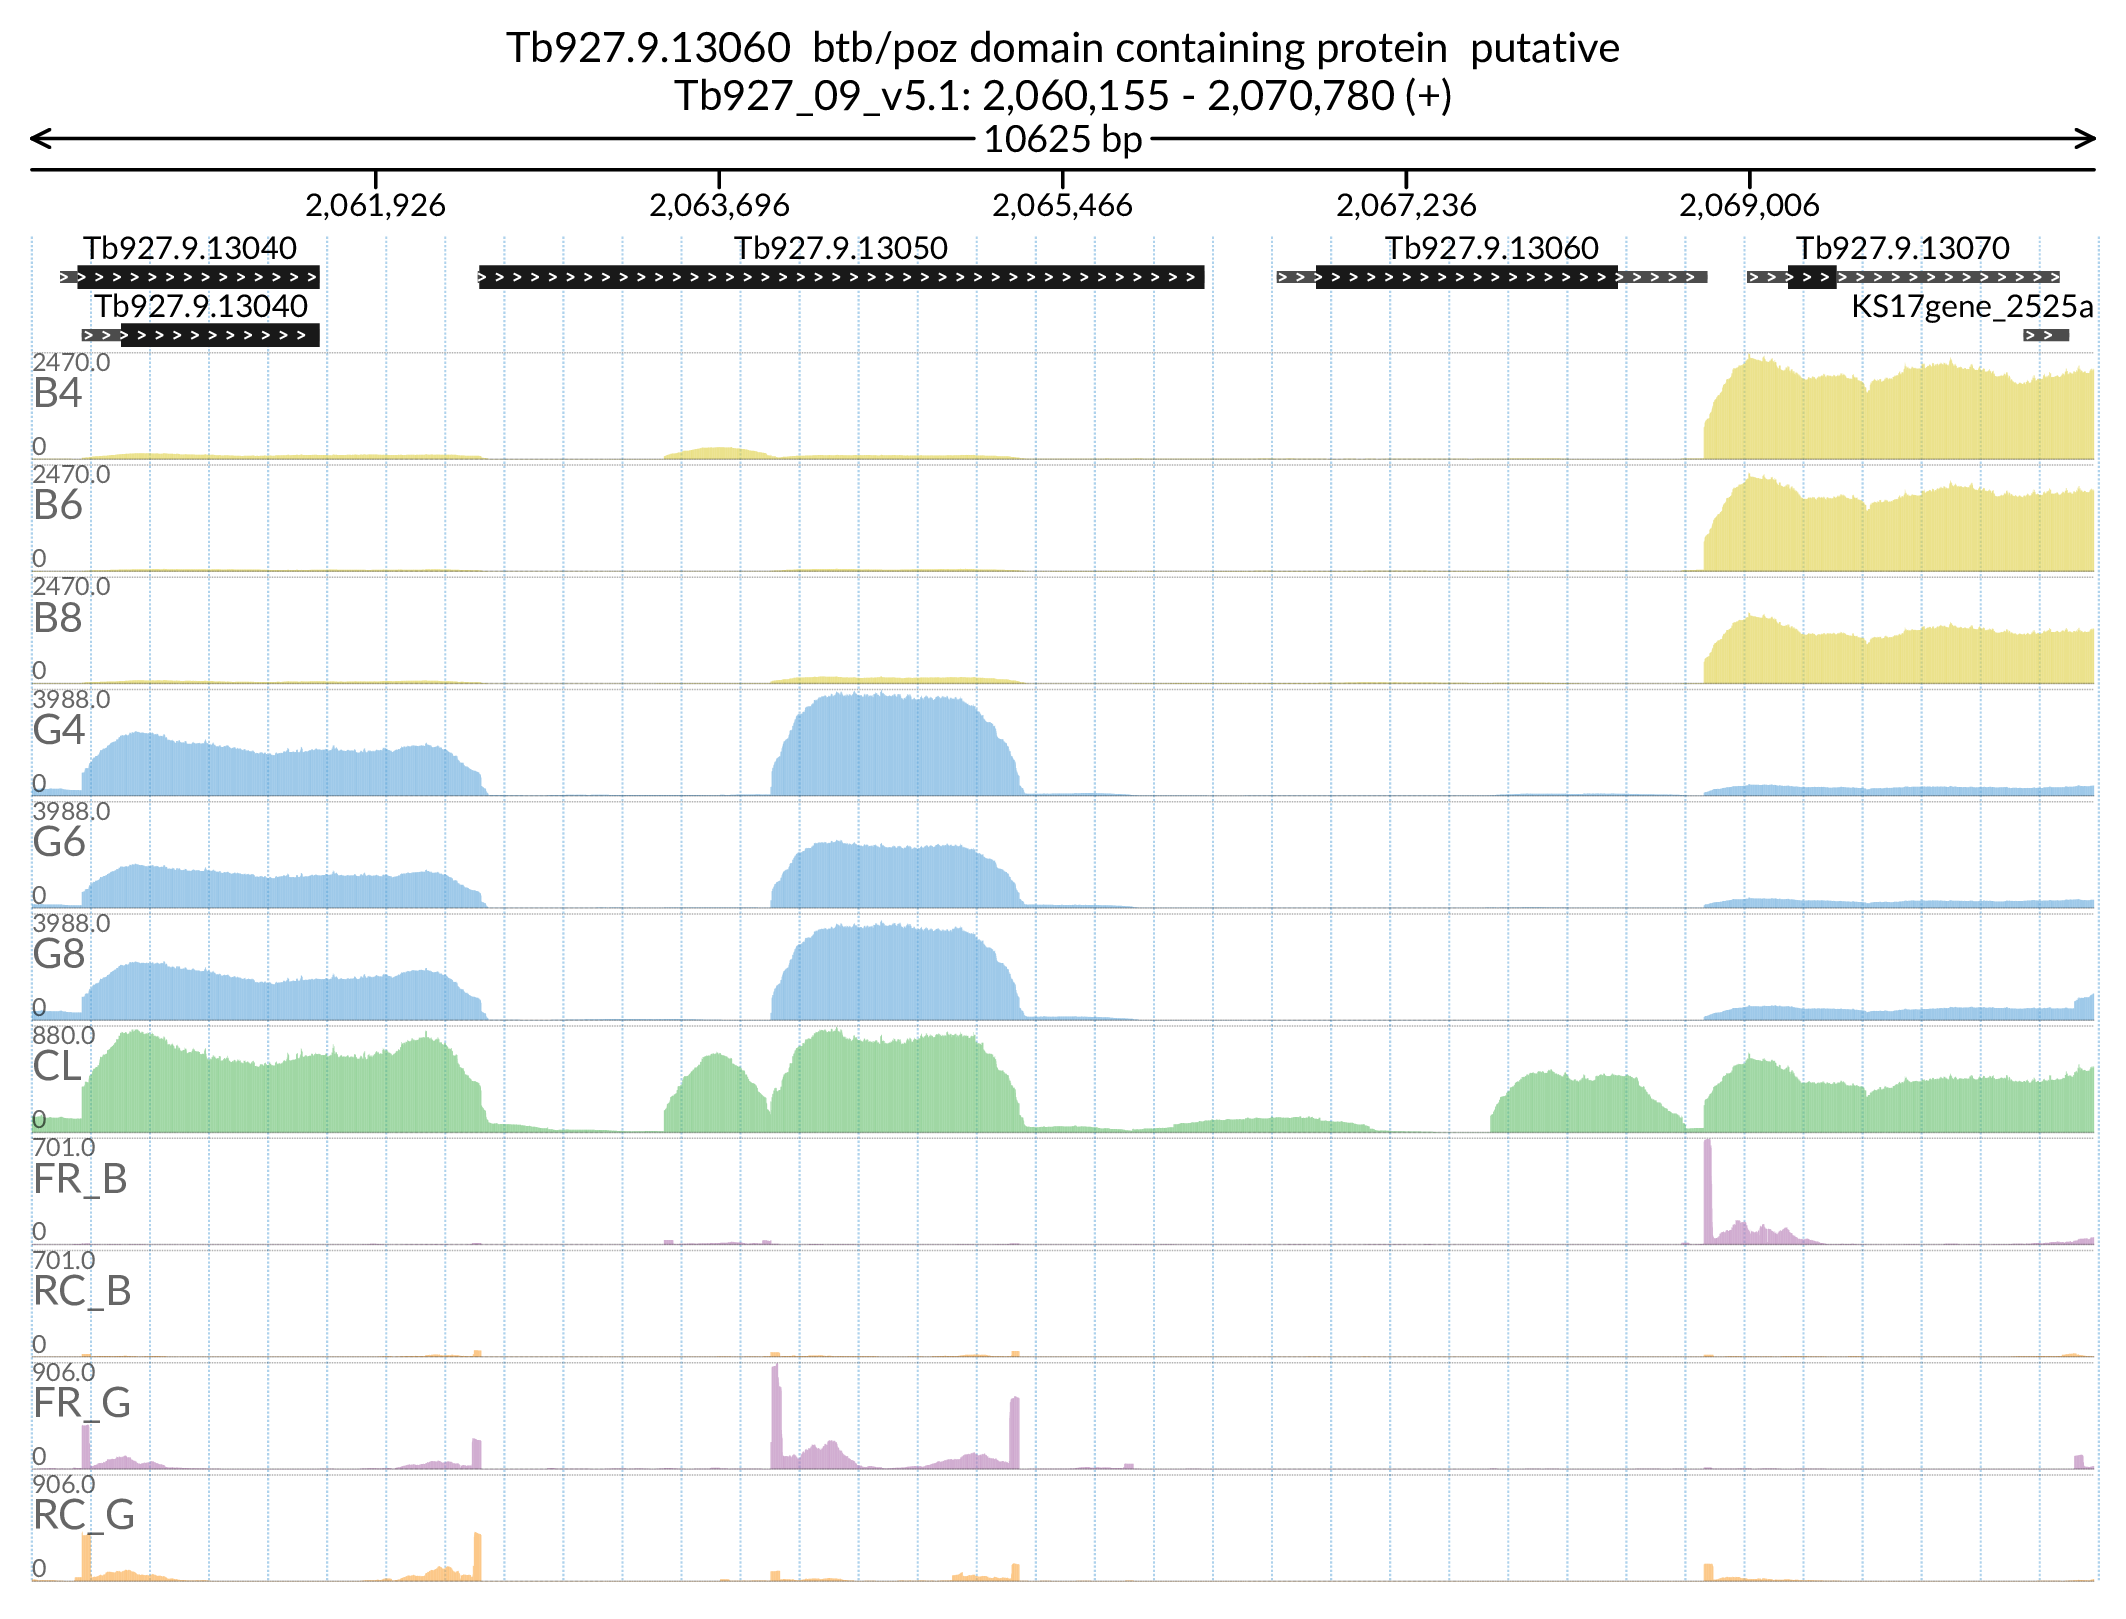 Tb927.9.13060  btb/poz domain containing protein  putative
Tb927_09_v5.1: 2,060,155 - 2,070,780 (+)
10625 bp
2,061,926 2,063,696 2,065,466 2,067,236 2,069,006
Tb927.9.13040 Tb927.9.13050 Tb927.9.13060 Tb927.9.13070
Tb927.9.13040 KS17gene_2525a
2470.0
B4
0
2470.0
B6
0
2470.0
B8
0
3988.0
G4
0
3988.0
G6
0
3988.0
G8
0
880.0
CL
0
701.0
FR_B
0
701.0
RC_B
0
906.0
FR_G
0
906.0
RC_G
0